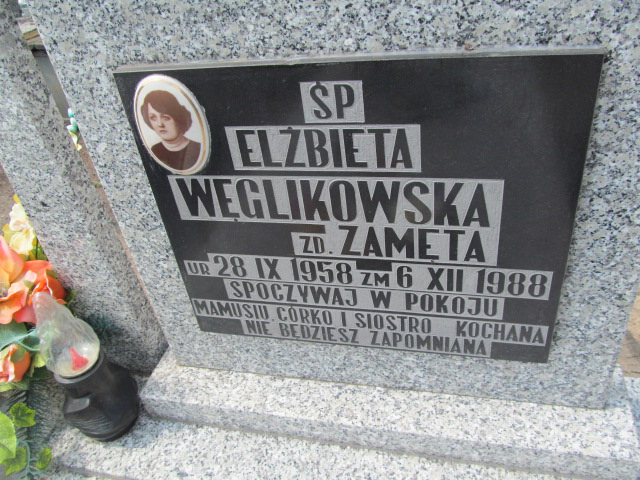 ŚP
ELŻBIETA
WĘGLIKOWSKA
ZD. ZAMĘTA
UR 28 IX 1958 ZM 6 XII 1988
SPOCZYWAJ W POKOJU
MAMUSIU CÓRKO I SIOSTRO KOCHANA
NIE BĘDZIESZ ZAPOMNIANA